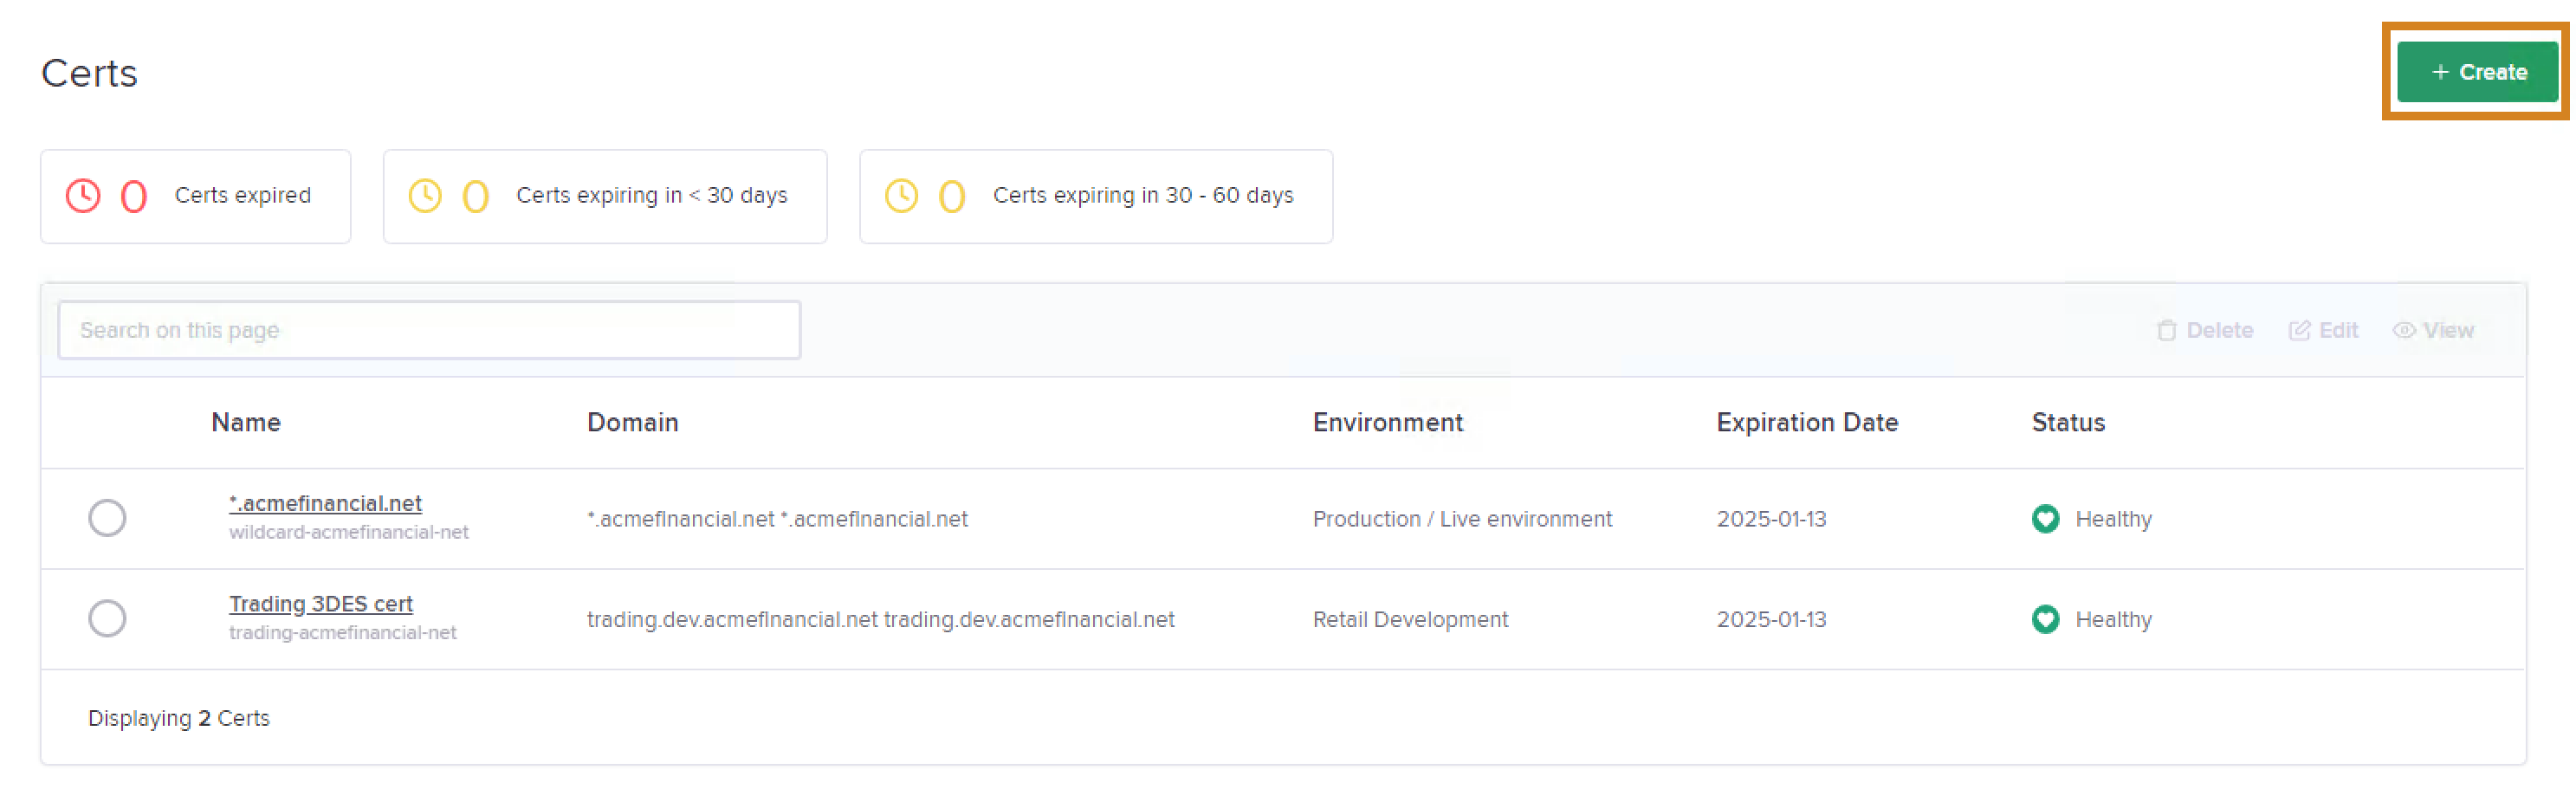 Certs
+ Create
0 Certs expired
0 Certs expiring in < 30 days
0 Certs expiring in 30 - 60 days
Search on this page
Delete Edit View
Name Domain Environment Expiration Date Status
*.acmefinancial.net
wildcard-acmefinancial-net
*.acmefInancial.net *.acmefInancial.net Production / Live environment 2025-01-13 Healthy
Trading 3DES cert
trading-acmefinancial-net
trading.dev.acmefInancial.net trading.dev.acmefInancial.net Retail Development 2025-01-13 Healthy
Displaying 2 Certs